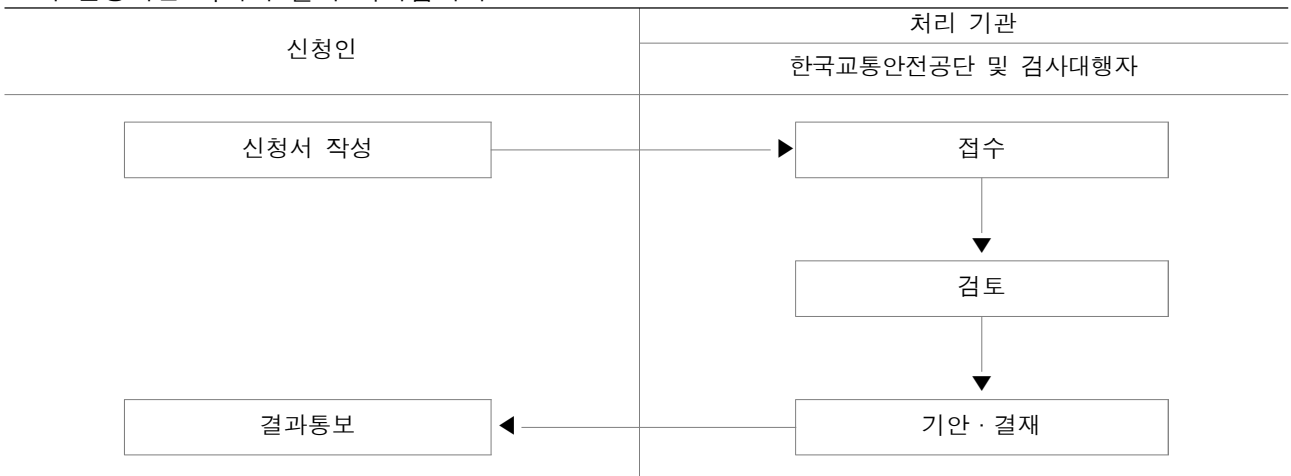 신청인
처리 기관
한국교통안전공단 및 검사대행자
신청서 작성
접수
검토
결과통보
기안 · 결재